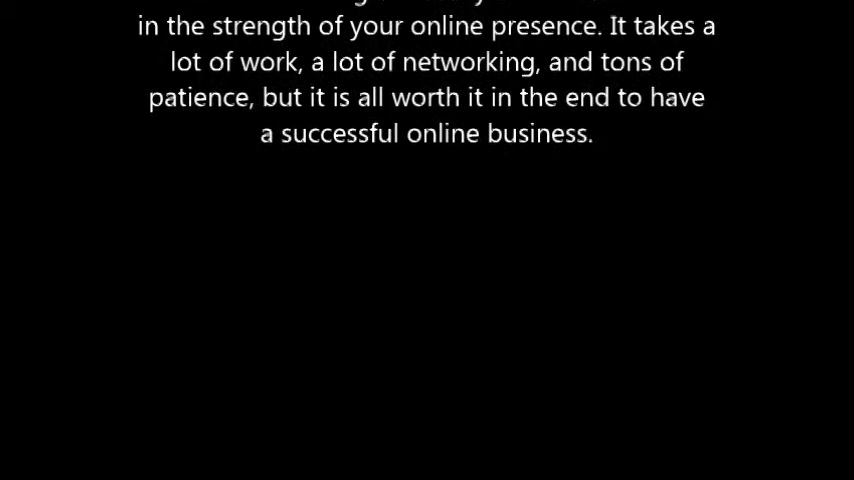 in the strength of your online presence. It takes a
lot of work, a lot of networking, and tons of
patience, but it is all worth it in the end to have
a successful online business.